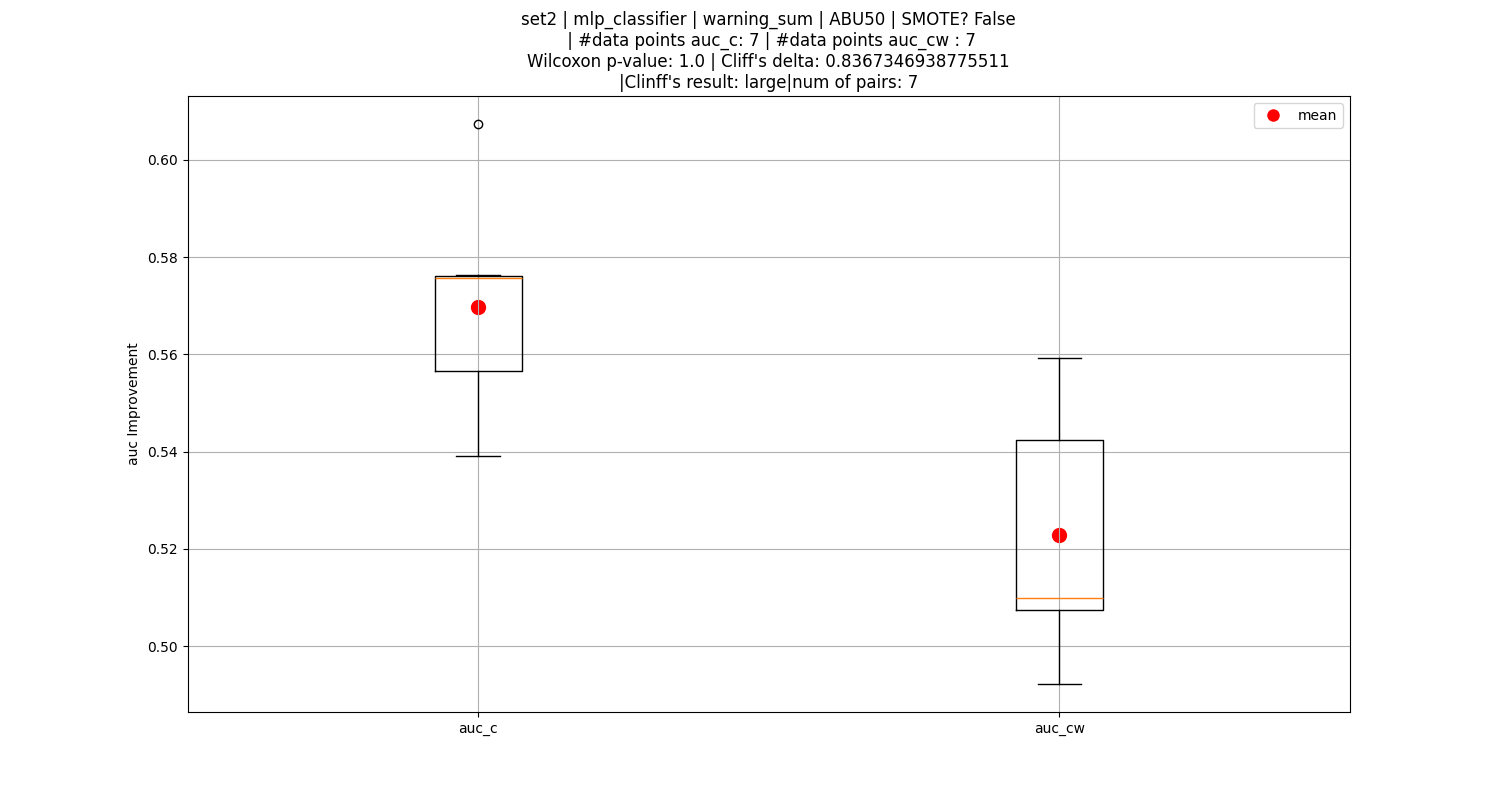 set2 | mlp_classifier | warning_sum | ABU50 | SMOTE? False
| #data points auc_c: 7 | #data points auc_cw : 7
Wilcoxon p-value: 1.0 | Cliff's delta: 0.8367346938775511
|Clinff's result: large|num of pairs: 7
mean
0.60
0.58
0.56
0.54
0.52
0.50
auc Improvement
auc_c
auc_cw